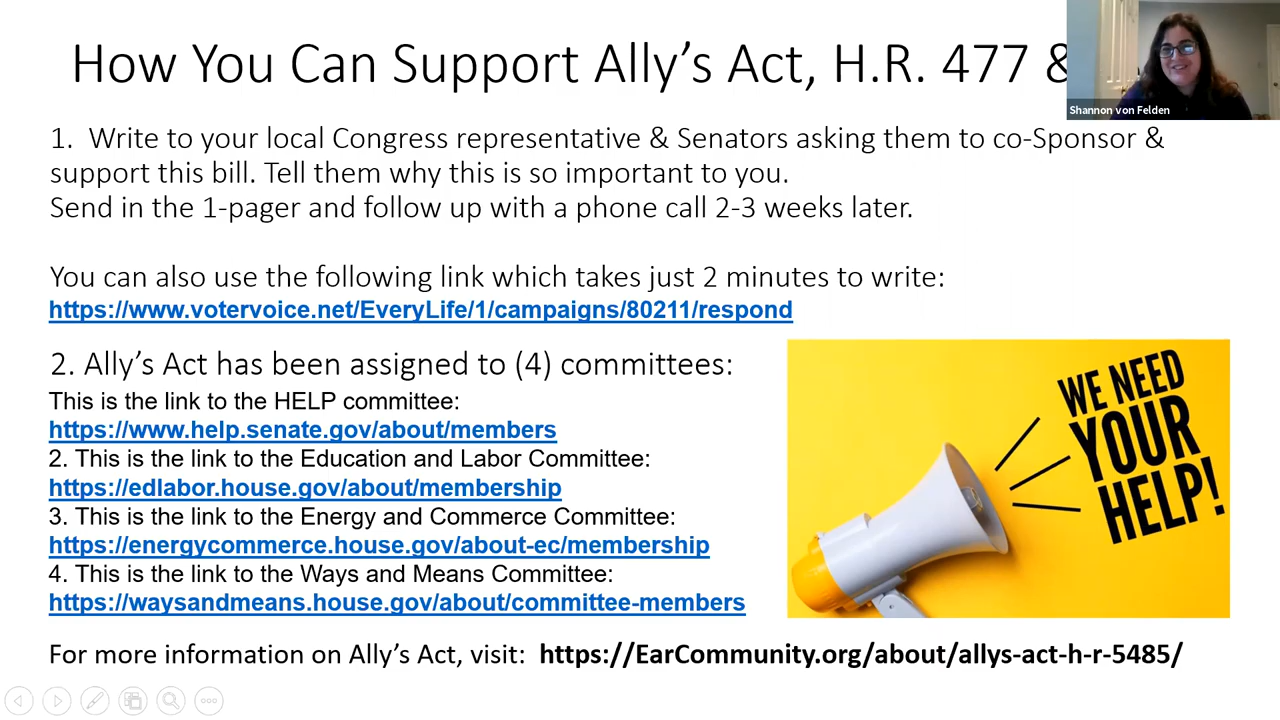 How You Can Support Ally's Act, H.R. 477 &
Shannon von Felden
1. Write to your local Congress representative & Senators asking them to co-Sponsor &
support this bill. Tell them why this is so important to you.
Send in the 1-pager and follow up with a phone call 2-3 weeks later.
You can also use the following link which takes just 2 minutes to write:
https://www.votervoice.net/EveryLife/1/campaigns/80211/respond
2. Ally's Act has been assigned to (4) committees:
This is the link to the HELP committee:
https://www.help.senate.gov/about/members
2. This is the link to the Education and Labor Committee:
https://edlabor.house.gov/about/membership
3. This is the link to the Energy and Commerce Committee:
https://energycommerce.house.gov/about-ec/membership
4. This is the link to the Ways and Means Committee:
https://waysandmeans.house.gov/about/committee-members
WE NEED
YOUR
HELP!
For more information on Ally's Act, visit: https://EarCommunity.org/about/allys-act-h-r-5485/